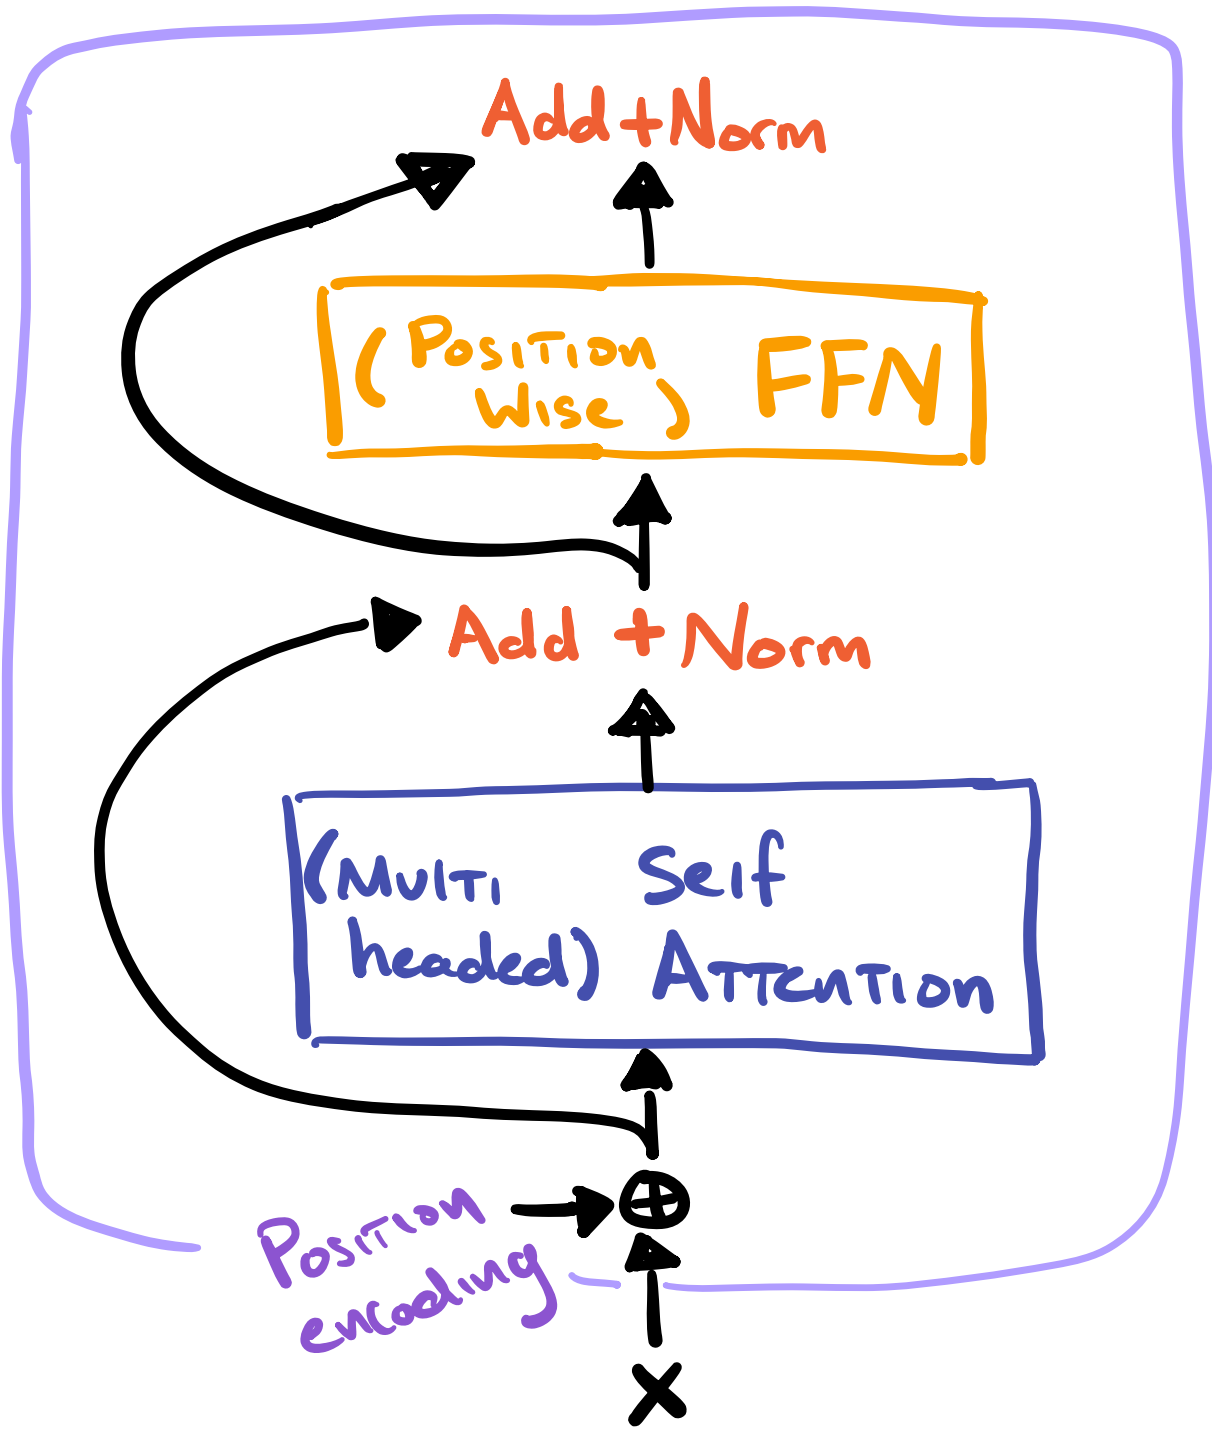 Add+Norm
(Position Wise) FFN
Add + Norm
(Multi headed) Self Attention
Position encoding
X